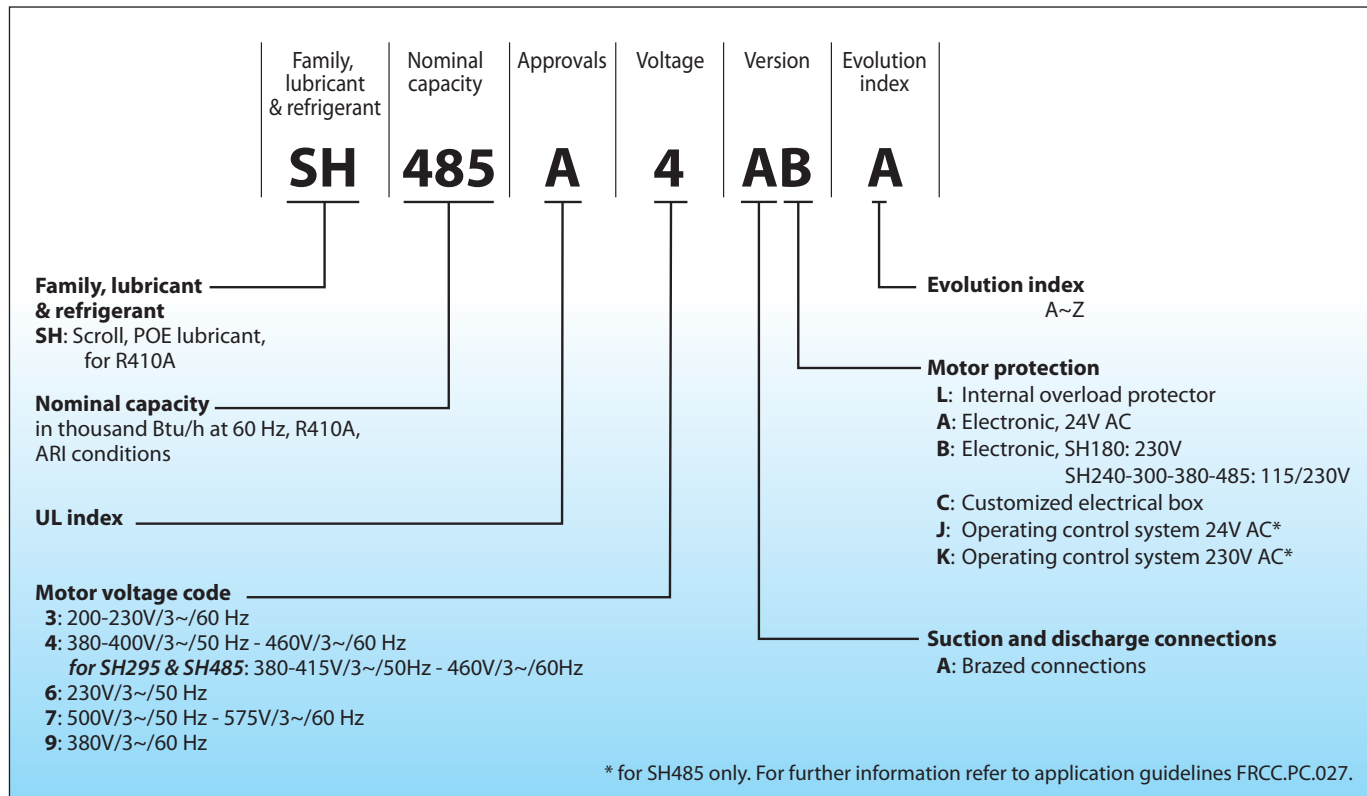 Family,
lubricant
& refrigerant
Nominal
capacity
Approvals
Voltage
Version
Evolution
index
SH
485
A
4
AB
A
Family, lubricant
& refrigerant
SH: Scroll, POE lubricant,
for R410A
Nominal capacity
in thousand Btu/h at 60 Hz, R410A,
ARI conditions
UL index
Motor voltage code
3: 200-230V/3~/60 Hz
4: 380-400V/3~/50 Hz - 460V/3~/60 Hz
for SH295 & SH485: 380-415V/3~/50Hz - 460V/3~/60Hz
6: 230V/3~/50 Hz
7: 500V/3~/50 Hz - 575V/3~/60 Hz
9: 380V/3~/60 Hz
Evolution index
A~Z
Motor protection
L: Internal overload protector
A: Electronic, 24V AC
B: Electronic, SH180: 230V
SH240-300-380-485: 115/230V
C: Customized electrical box
J: Operating control system 24V AC*
K: Operating control system 230V AC*
Suction and discharge connections
A: Brazed connections
* for SH485 only. For further information refer to application guidelines FRCC.PC.027.